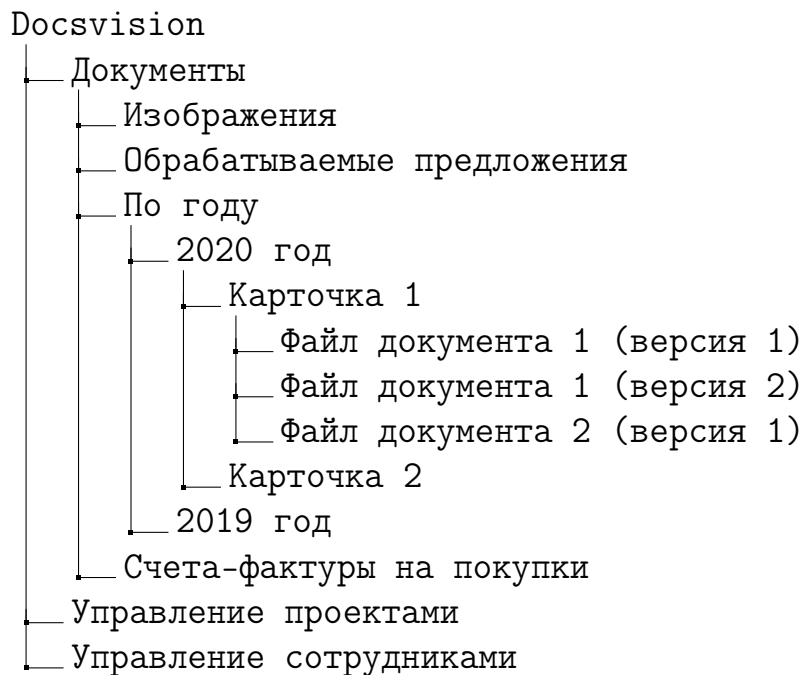 Docsvision
Документы
Изображения
Обрабатываемые предложения
По году
2020 год
Карточка 1
Файл документа 1 (версия 1)
Файл документа 1 (версия 2)
Файл документа 2 (версия 1)
Карточка 2
2019 год
Счета-фактуры на покупки
Управление проектами
Управление сотрудниками